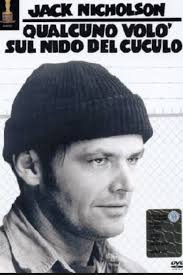 JACK NICHOLSON
QUALCUNO VOLO'
SUL NIDO DEL CUCULO
DVD